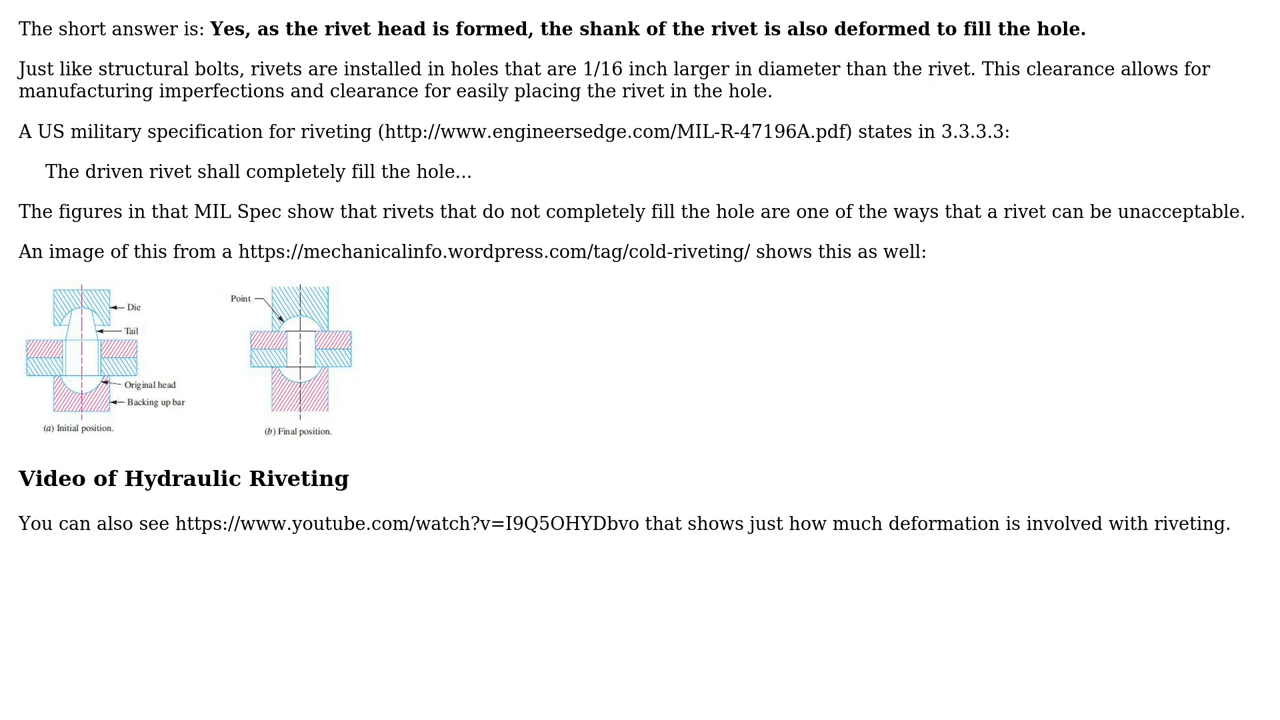 The short answer is: Yes, as the rivet head is formed, the shank of the rivet is also deformed to fill the hole.
Just like structural bolts, rivets are installed in holes that are 1/16 inch larger in diameter than the rivet. This clearance allows for
manufacturing imperfections and clearance for easily placing the rivet in the hole.
A US military specification for riveting (http://www.engineersedge.com/MIL-R-47196A.pdf) states in 3.3.3.3:
The driven rivet shall completely fill the hole...
The figures in that MIL Spec show that rivets that do not completely fill the hole are one of the ways that a rivet can be unacceptable.
An image of this from a https://mechanicalinfo.wordpress.com/tag/cold-riveting/ shows this as well:
Die
Tail
Original head
Backing up bar
(a) Initial position.
Point
(b) Final position.
Video of Hydraulic Riveting
You can also see https://www.youtube.com/watch?v=I9Q5OHYDbvo that shows just how much deformation is involved with riveting.